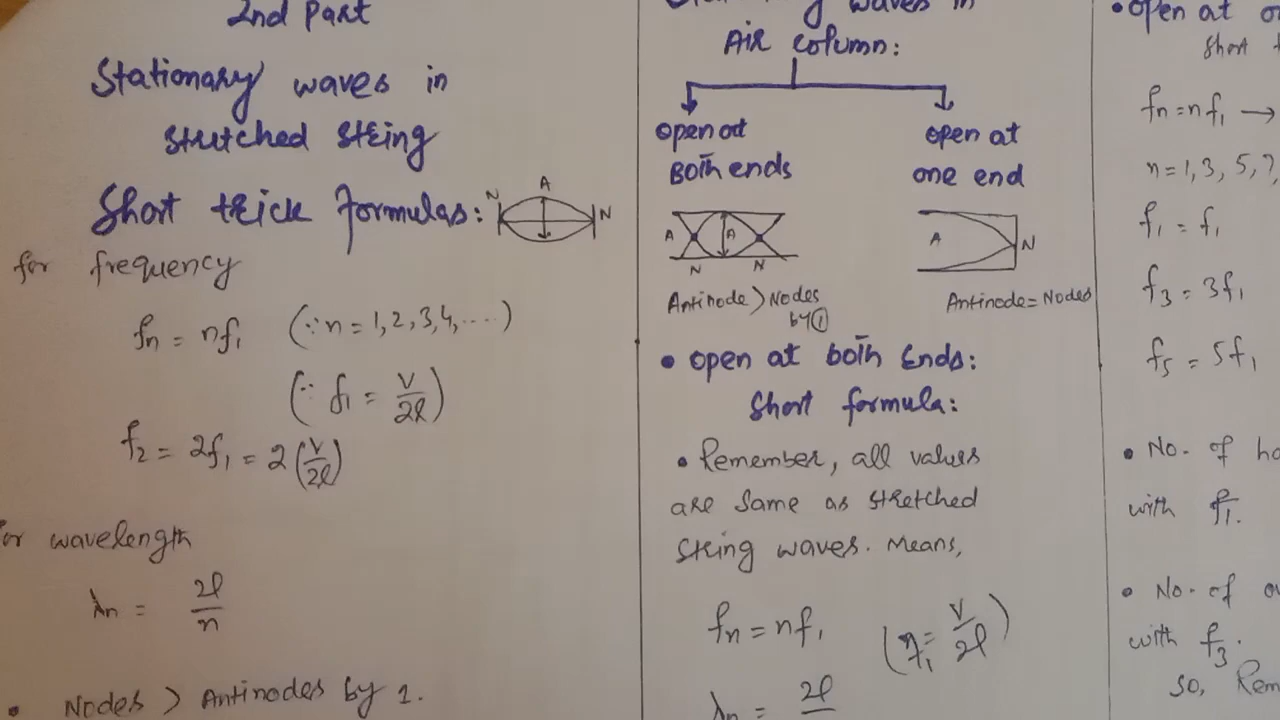 2nd Part
Stationary waves in
stretched string
Short trick formulas:
N A N
for frequency
fn = nf₁ (∵ n = 1,2,3,4,....)
(∵ f₁ = v/2l)
f₂ = 2f₁ = 2(v/2l)
for wavelength
λn = 2l/n
• Nodes > Antinodes by 1.
waves in
Air column:
open at
Both ends
A A
N N
Antinode > Nodes
by ①
open at
one end
A N
Antinode = Nodes
• open at both Ends:
Short formula:
• Remember, all values
are same as stretched
string waves. Means,
fn = nf₁ (f₁ = v/2l)
λn = 2l
• open at
short
fn = nf₁ →
n = 1, 3, 5, 7,
f₁ = f₁
f₃ = 3f₁
f₅ = 5f₁
• No. of
with f₁.
• No. of
with f₃.
so,